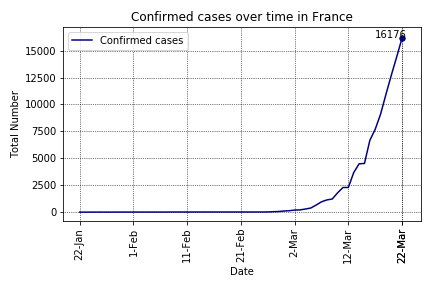 Confirmed cases over time in France
Confirmed cases
16176
15000
12500
10000
7500
5000
2500
0
Total Number
22-Jan
1-Feb
11-Feb
21-Feb
2-Mar
12-Mar
22-Mar
Date